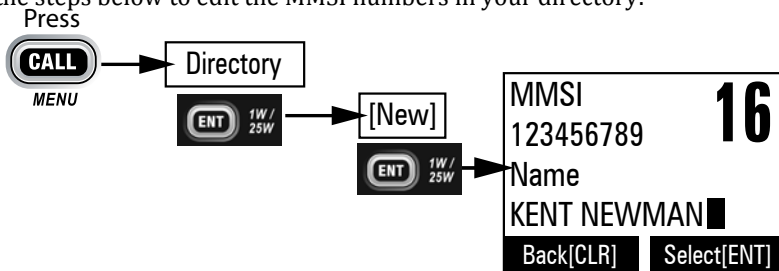 the steps below to edit the MMSI numbers in your directory:
Press
CALL
MENU
Directory
ENT 1W/
25W
[New]
ENT 1W/
25W
MMSI
16
123456789
Name
KENT NEWMAN
Back[CLR] Select[ENT]